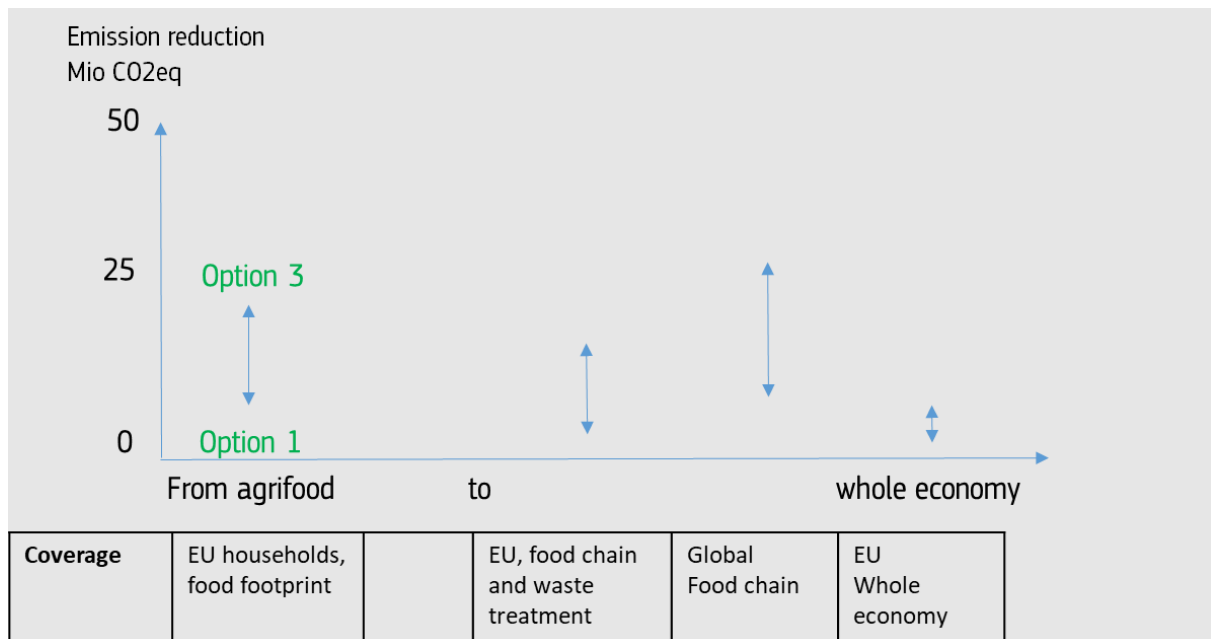 Emission reduction
Mio CO2eq
50
25
Option 3
0
Option 1
From agrifood to whole economy
Coverage
EU households,
food footprint
EU, food chain
and waste
treatment
Global
Food chain
EU
Whole
economy